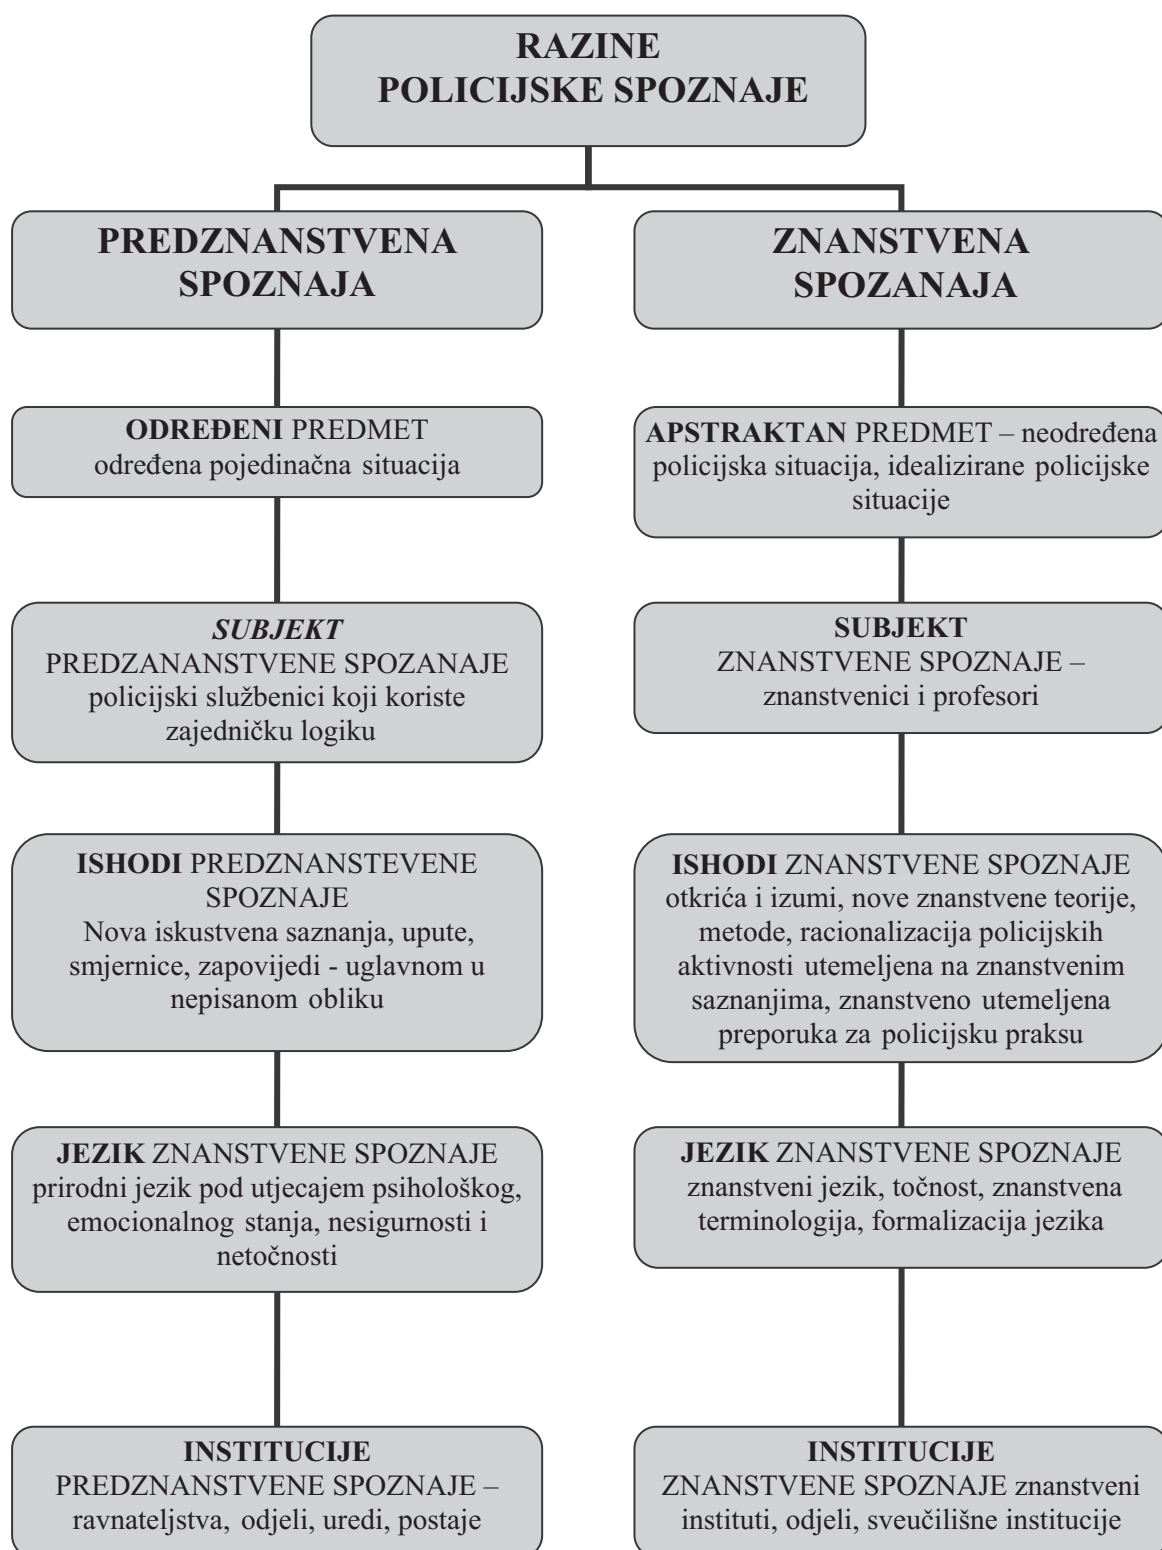 RAZINE
POLICIJSKE SPOZNAJE
PREDZNANSTVENA
SPOZNAJA
ODREĐENI PREDMET
određena pojedinačna situacija
SUBJEKT
PREDZANANSTVENE SPOZANAJE
policijski službenici koji koriste
zajedničku logiku
ISHODI PREDZNANSTEVENE
SPOZNAJE
Nova iskustvena saznanja, upute,
smjernice, zapovijedi - uglavnom u
nepisanom obliku
JEZIK ZNANSTVENE SPOZNAJE
prirodni jezik pod utjecajem psihološkog,
emocionalnog stanja, nesigurnosti i
netočnosti
INSTITUCIJE
PREDZNANSTVENE SPOZNAJE –
ravnateljstva, odjeli, uredi, postaje
ZNANSTVENA
SPOZANAJA
APSTRAKTAN PREDMET – neodređena
policijska situacija, idealizirane policijske
situacije
SUBJEKT
ZNANSTVENE SPOZNAJE –
znanstvenici i profesori
ISHODI ZNANSTVENE SPOZNAJE
otkrića i izumi, nove znanstvene teorije,
metode, racionalizacija policijskih
aktivnosti utemeljena na znanstvenim
saznanjima, znanstveno utemeljena
preporuka za policijsku praksu
JEZIK ZNANSTVENE SPOZNAJE
znanstveni jezik, točnost, znanstvena
terminologija, formalizacija jezika
INSTITUCIJE
ZNANSTVENE SPOZNAJE znanstveni
instituti, odjeli, sveučilišne institucije